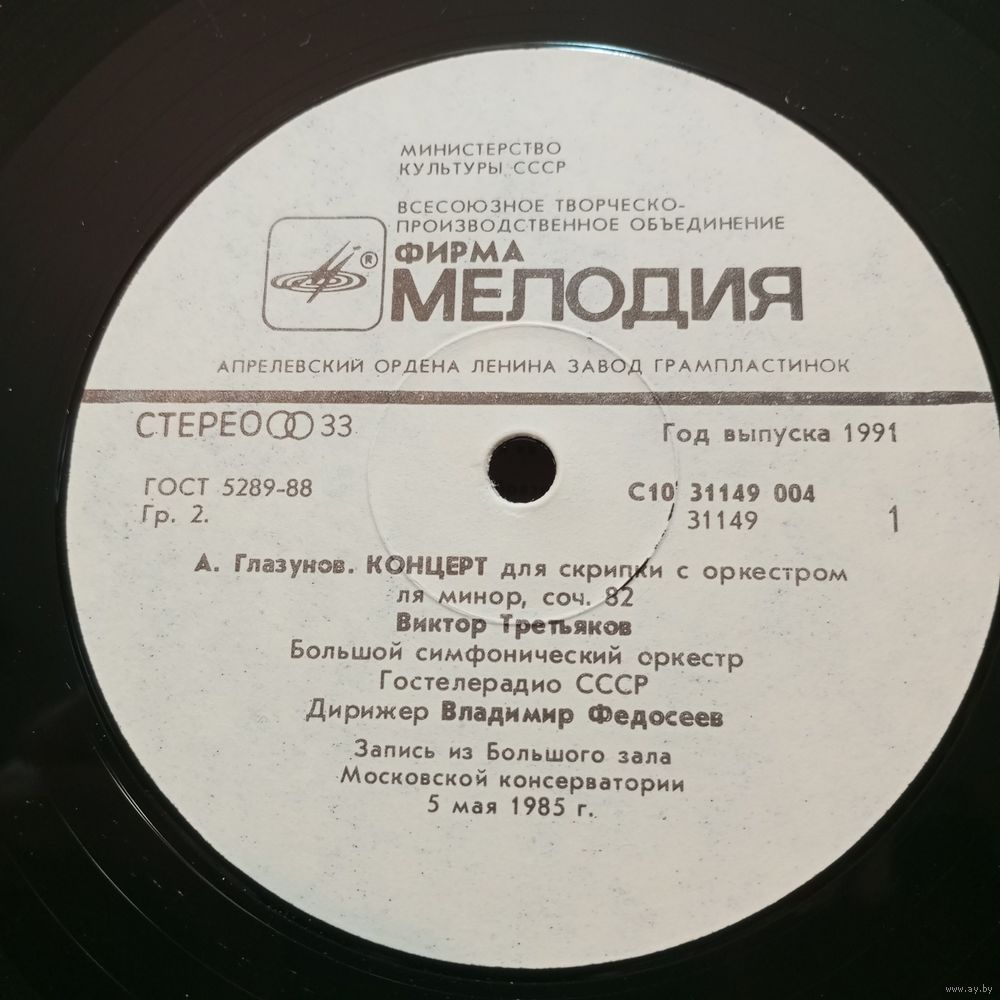 МИНИСТЕРСТВО
КУЛЬТУРЫ СССР
ВСЕСОЮЗНОЕ ТВОРЧЕСКО-
ПРОИЗВОДСТВЕННОЕ ОБЪЕДИНЕНИЕ
ФИРМА
®
МЕЛОДИЯ
АПРЕЛЕВСКИЙ ОРДЕНА ЛЕНИНА ЗАВОД ГРАМПЛАСТИНОК
СТЕРЕО 33
Год выпуска 1991
ГОСТ 5289-88
Гр. 2.
С10 31149 004
31149
1
А. Глазунов. КОНЦЕРТ для скрипки с оркестром
ля минор, соч. 82
Виктор Третьяков
Большой симфонический оркестр
Гостелерадио СССР
Дирижер Владимир Федосеев
Запись из Большого зала
Московской консерватории
5 мая 1985 г.
www.ay.by